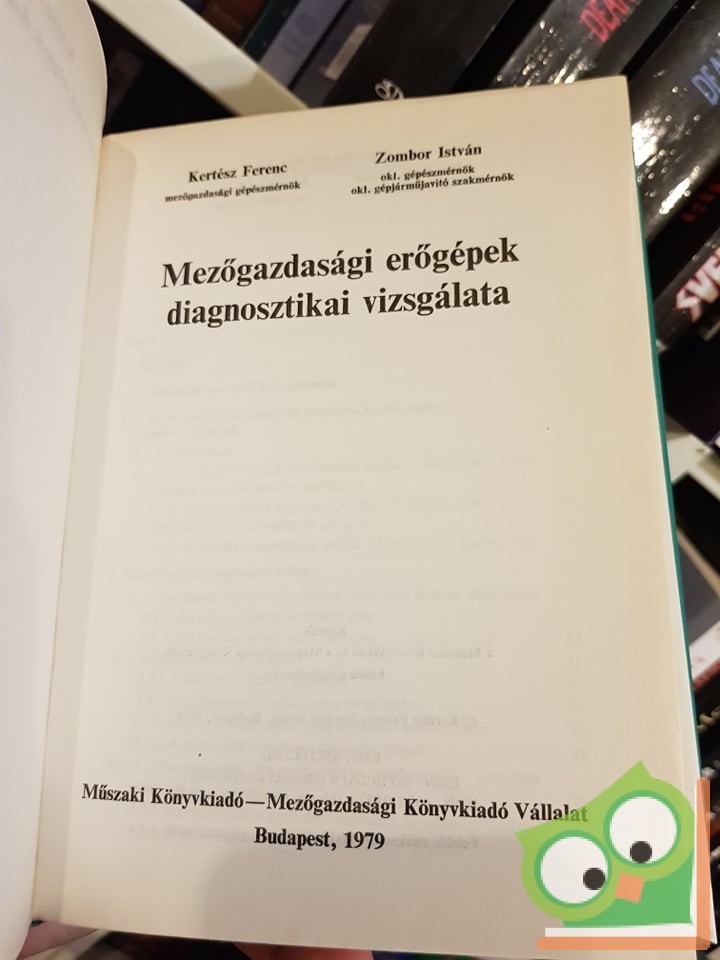 Kertész Ferenc
mezőgazdasági gépészmérnök
Zombor István
okl. gépészmérnök
okl. gépjárműjavító szakmérnök
Mezőgazdasági erőgépek
diagnosztikai vizsgálata
Műszaki Könyvkiadó—Mezőgazdasági Könyvkiadó Vállalat
Budapest, 1979